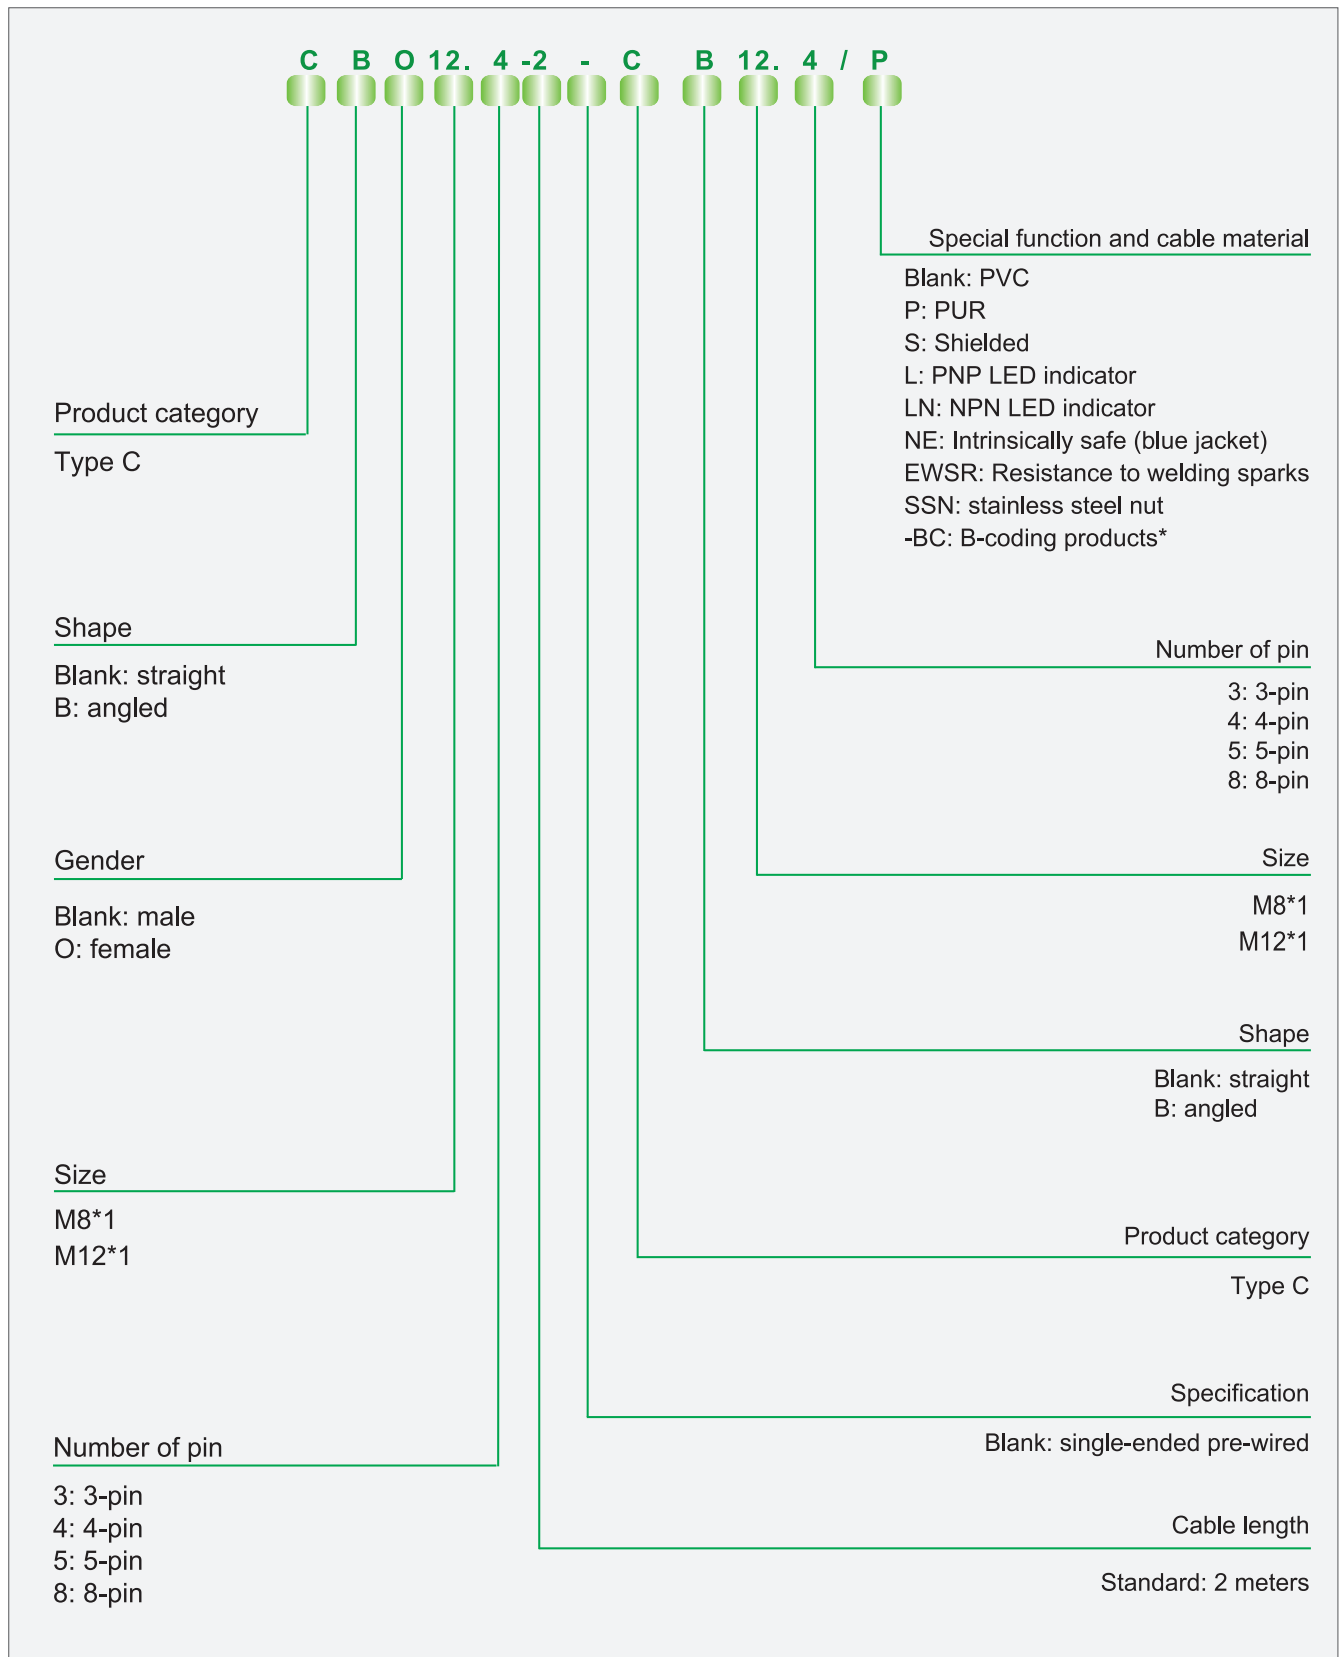 C B O 12. 4 -2 - C B 12. 4 / P
Special function and cable material
Blank: PVC
P: PUR
S: Shielded
L: PNP LED indicator
LN: NPN LED indicator
NE: Intrinsically safe (blue jacket)
EWSR: Resistance to welding sparks
SSN: stainless steel nut
-BC: B-coding products*
Product category
Type C
Shape
Blank: straight
B: angled
Gender
Blank: male
O: female
Size
M8*1
M12*1
Number of pin
3: 3-pin
4: 4-pin
5: 5-pin
8: 8-pin
Number of pin
3: 3-pin
4: 4-pin
5: 5-pin
8: 8-pin
Size
M8*1
M12*1
Shape
Blank: straight
B: angled
Product category
Type C
Specification
Blank: single-ended pre-wired
Cable length
Standard: 2 meters